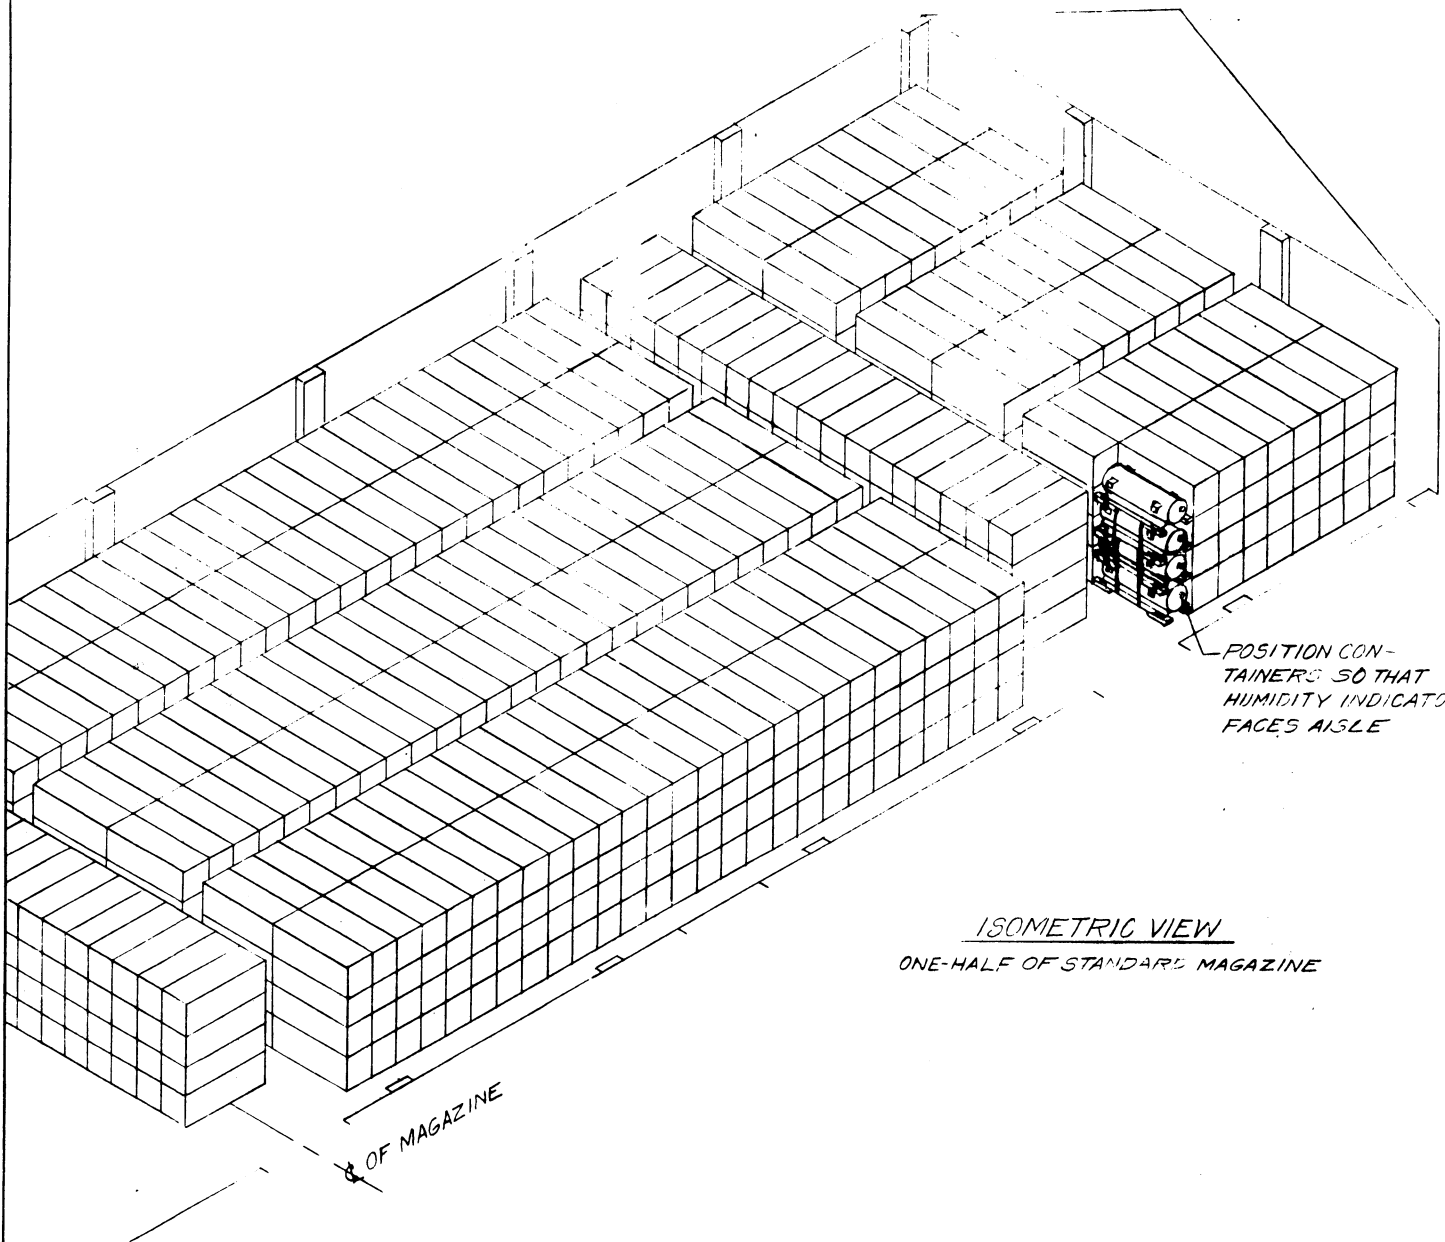 POSITION CON-
TAINERS SO THAT
HUMIDITY INDICATO
FACES AISLE
ISOMETRIC VIEW
ONE-HALF OF STANDARD MAGAZINE
℄ OF MAGAZINE